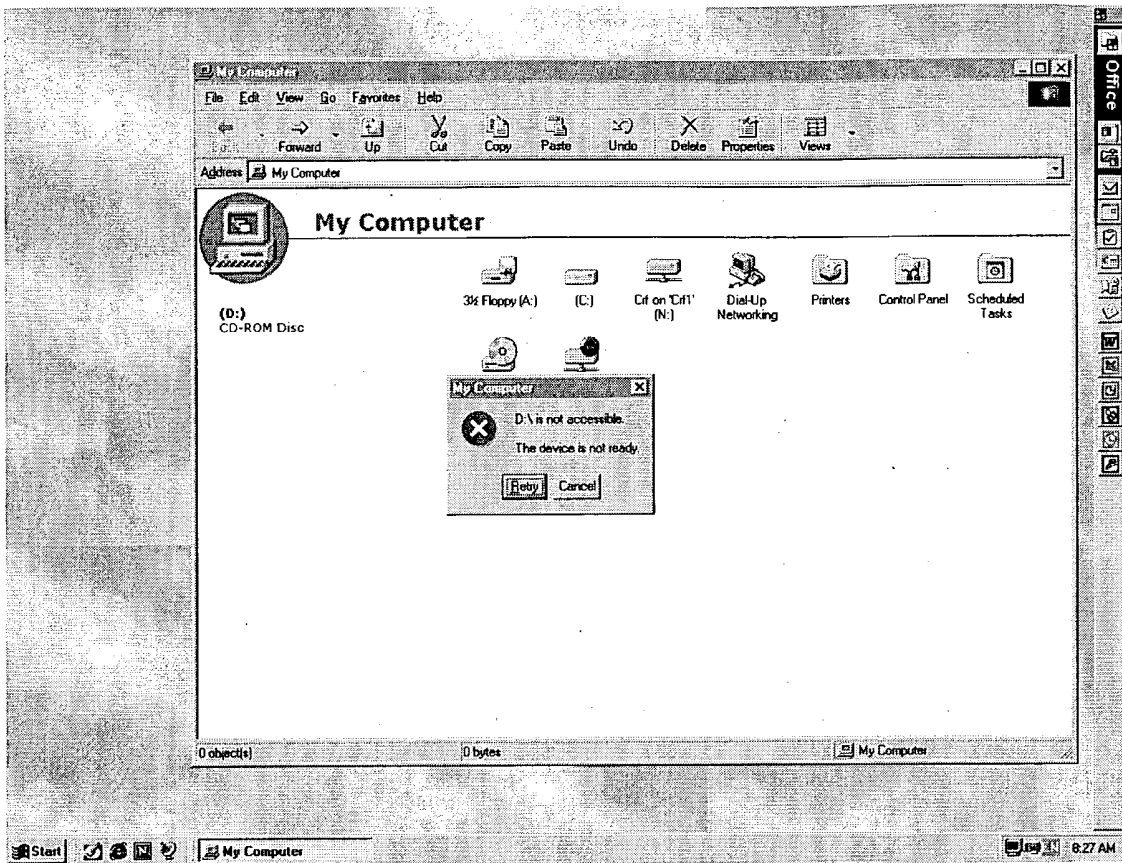 My Computer
File Edit View Go Favorites Help
Forward Up Cut Copy Paste Undo Delete Properties Views
Address My Computer
My Computer
(D:)
CD-ROM Disc
3½ Floppy (A:)
(C:)
Crf on 'Crf1'
(N:)
Dial-Up
Networking
Printers
Control Panel
Scheduled
Tasks
My Computer
D:\ is not accessible.
The device is not ready.
Retry Cancel
0 object(s) 0 bytes My Computer
Office
Start My Computer 8:27 AM